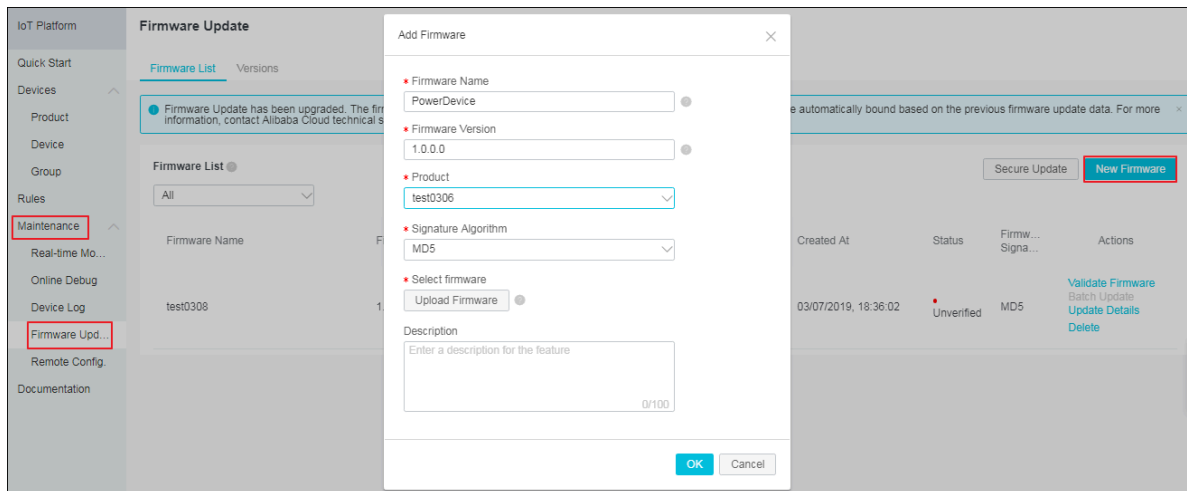 IoT Platform
Quick Start
Devices
Product
Device
Group
Rules
Maintenance
Real-time Mo...
Online Debug
Device Log
Firmware Upd...
Remote Config.
Documentation
Firmware Update
Firmware List Versions
Firmware Update has been upgraded. The fir
information, contact Alibaba Cloud technical s
e automatically bound based on the previous firmware update data. For more
Firmware List
All
Secure Update New Firmware
Firmware Name Fi Created At Status Firmw... Signa... Actions
test0308 1. 03/07/2019, 18:36:02 Unverified MD5
Validate Firmware
Batch Update
Update Details
Delete
Add Firmware
* Firmware Name
PowerDevice
* Firmware Version
1.0.0.0
* Product
test0306
* Signature Algorithm
MD5
* Select firmware
Upload Firmware
Description
Enter a description for the feature
0/100
OK Cancel